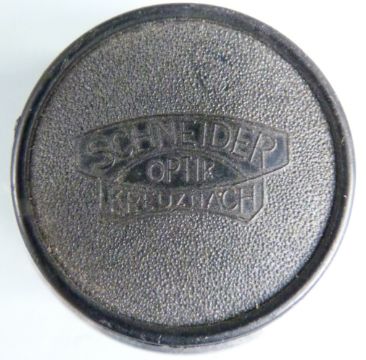 SCHNEIDER
OPTIK
KREUZNACH